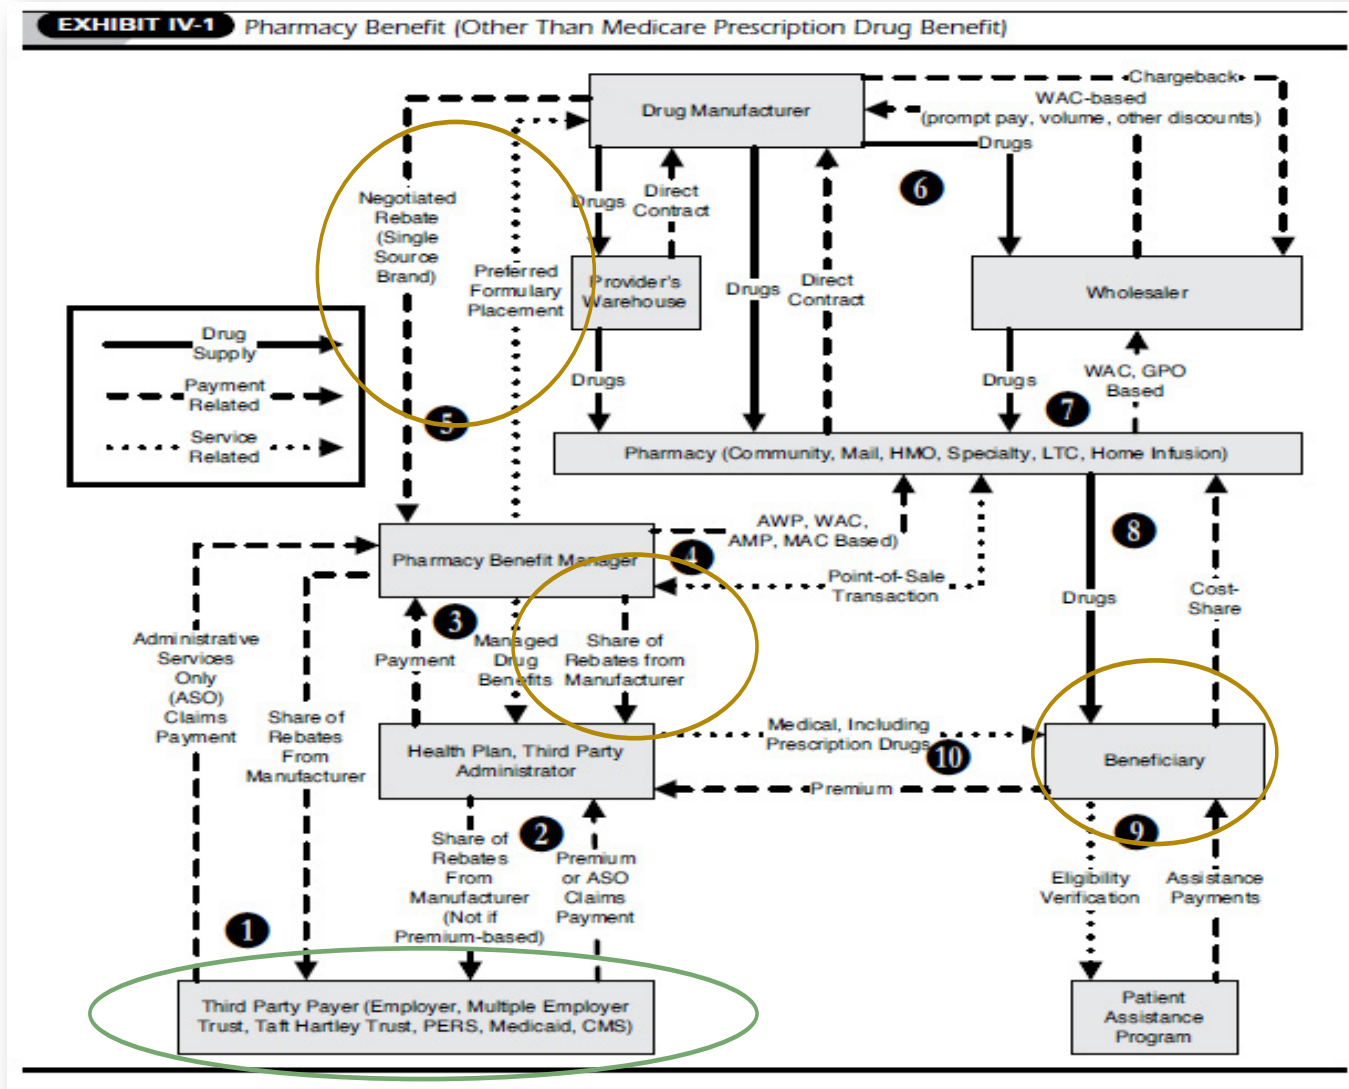 EXHIBIT IV-1 Pharmacy Benefit (Other Than Medicare Prescription Drug Benefit)
Drug Manufacturer
Chargeback
WAC-based
(prompt pay, volume, other discounts)
Drugs
6
Negotiated
Rebate
(Single
Source
Brand)
Preferred
Formulary
Placement
5
Drugs
Direct
Contract
Provider's
Warehouse
Drugs
Drugs
Direct
Contract
Wholesaler
Drugs
WAC, GPO
Based
7
Drug
Supply
Payment
Related
Service
Related
Pharmacy (Community, Mail, HMO, Specialty, LTC, Home Infusion)
Pharmacy Benefit Manager
4
AWP, WAC,
AMP, MAC Based)
Point-of-Sale
Transaction
8
Drugs
Cost-
Share
Administrative
Services
Only
(ASO)
Claims
Payment
Share of
Rebates
From
Manufacturer
Payment
3
Managed
Drug
Benefits
Share of
Rebates from
Manufacturer
Health Plan, Third Party
Administrator
Medical, Including
Prescription Drugs
10
Premium
Beneficiary
9
Share of
Rebates
From
Manufacturer
(Not if
Premium-based)
2
Premium
or ASO
Claims
Payment
Eligibility
Verification
Assistance
Payments
1
Third Party Payer (Employer, Multiple Employer
Trust, Taft Hartley Trust, PERS, Medicaid, CMS)
Patient
Assistance
Program